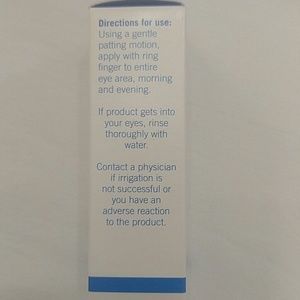 Directions for use:
Using a gentle
patting motion,
apply with ring
finger to entire
eye area, morning
and evening.
If product gets into
your eyes, rinse
thoroughly with
water.
Contact a physician
if irrigation is
not successful or
you have an
adverse reaction
to the product.